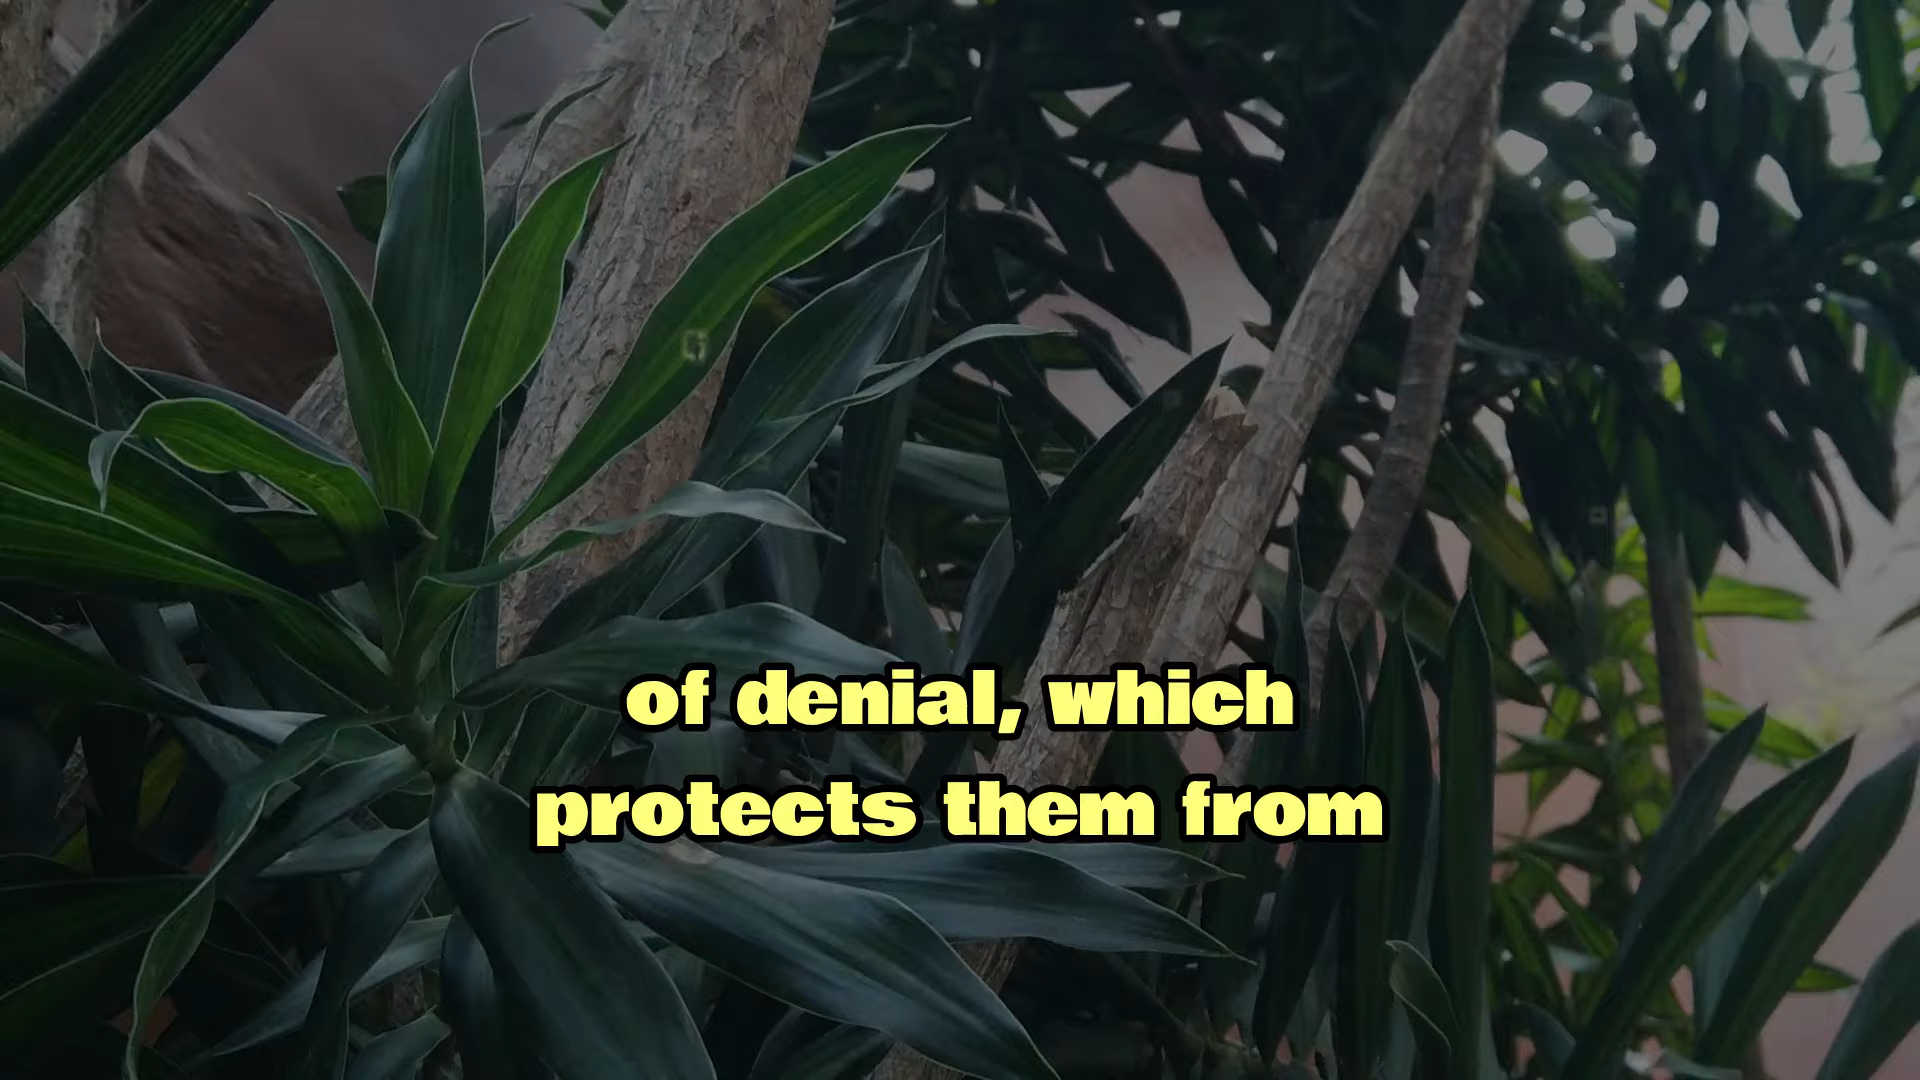 of denial, which
protects them from